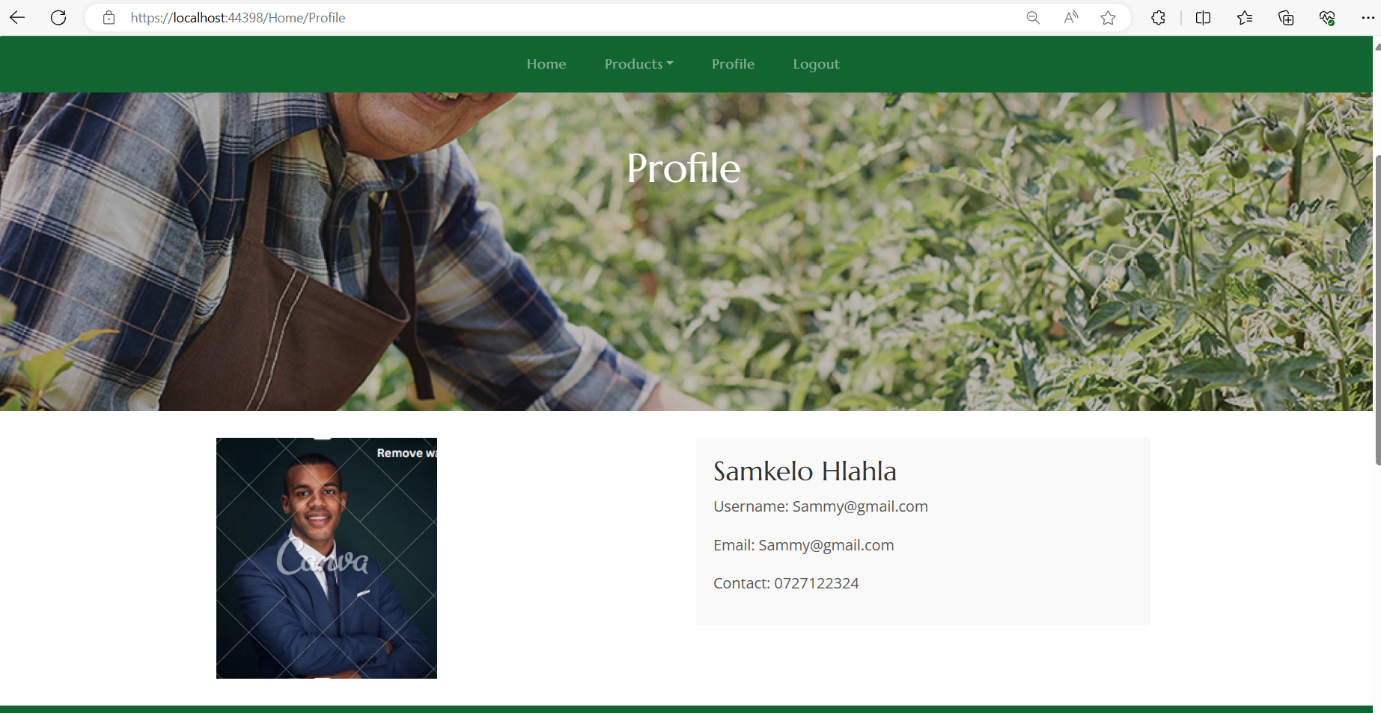 https://localhost:44398/Home/Profile
Home Products Profile Logout
Profile
Remove
Canva
Samkelo Hlahla
Username: Sammy@gmail.com
Email: Sammy@gmail.com
Contact: 0727122324